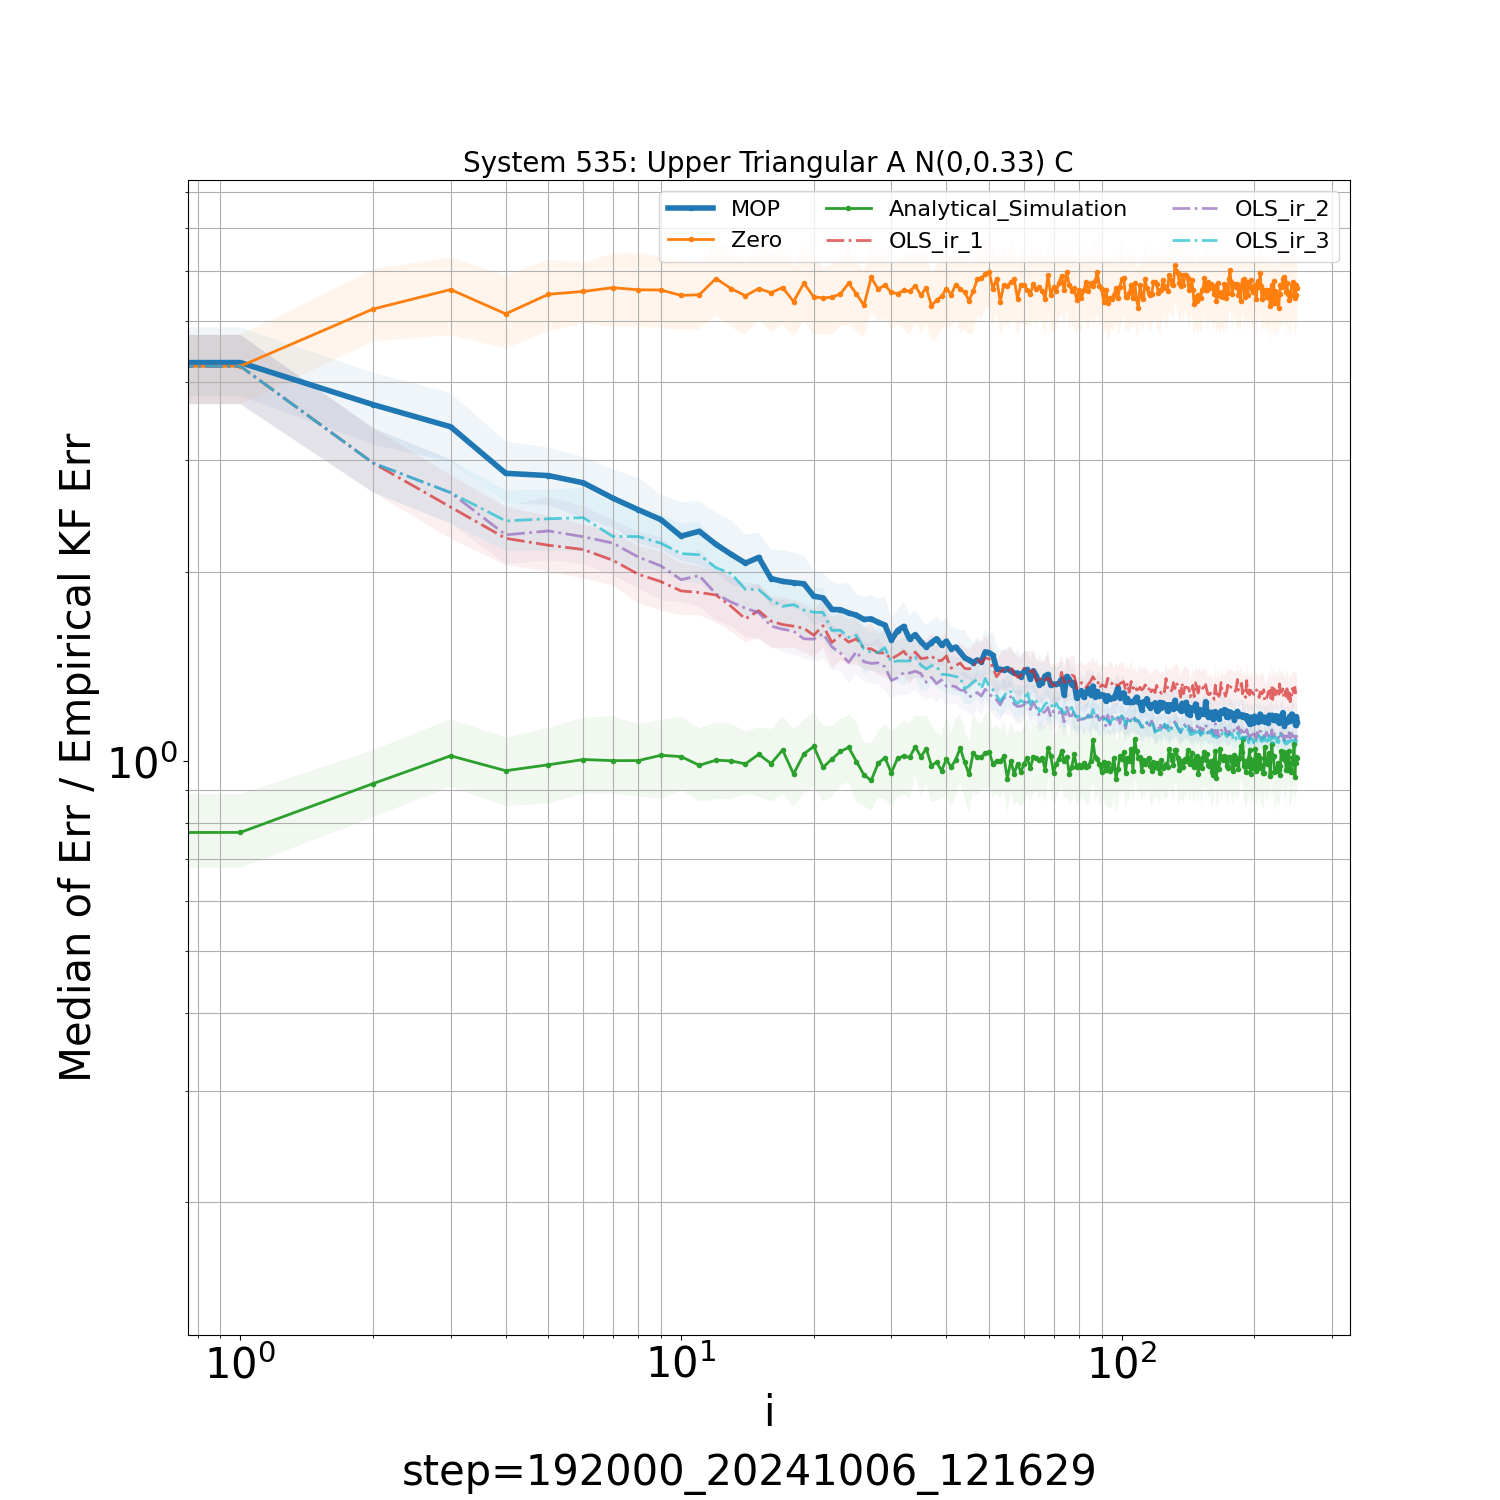 System 535: Upper Triangular A N(0,0.33) C
MOP
Zero
Analytical_Simulation
OLS_ir_1
OLS_ir_2
OLS_ir_3
Median of Err / Empirical KF Err
10⁰
10⁰ 10¹ 10²
i
step=192000_20241006_121629